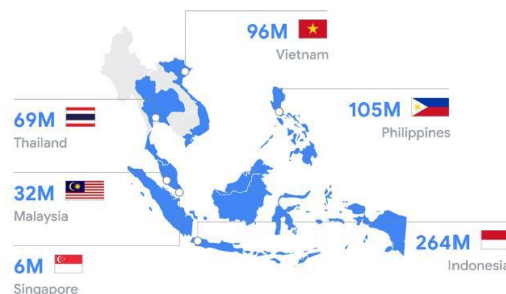 96M
Vietnam
69M
Thailand
105M
Philippines
32M
Malaysia
264M
Indonesia
6M
Singapore